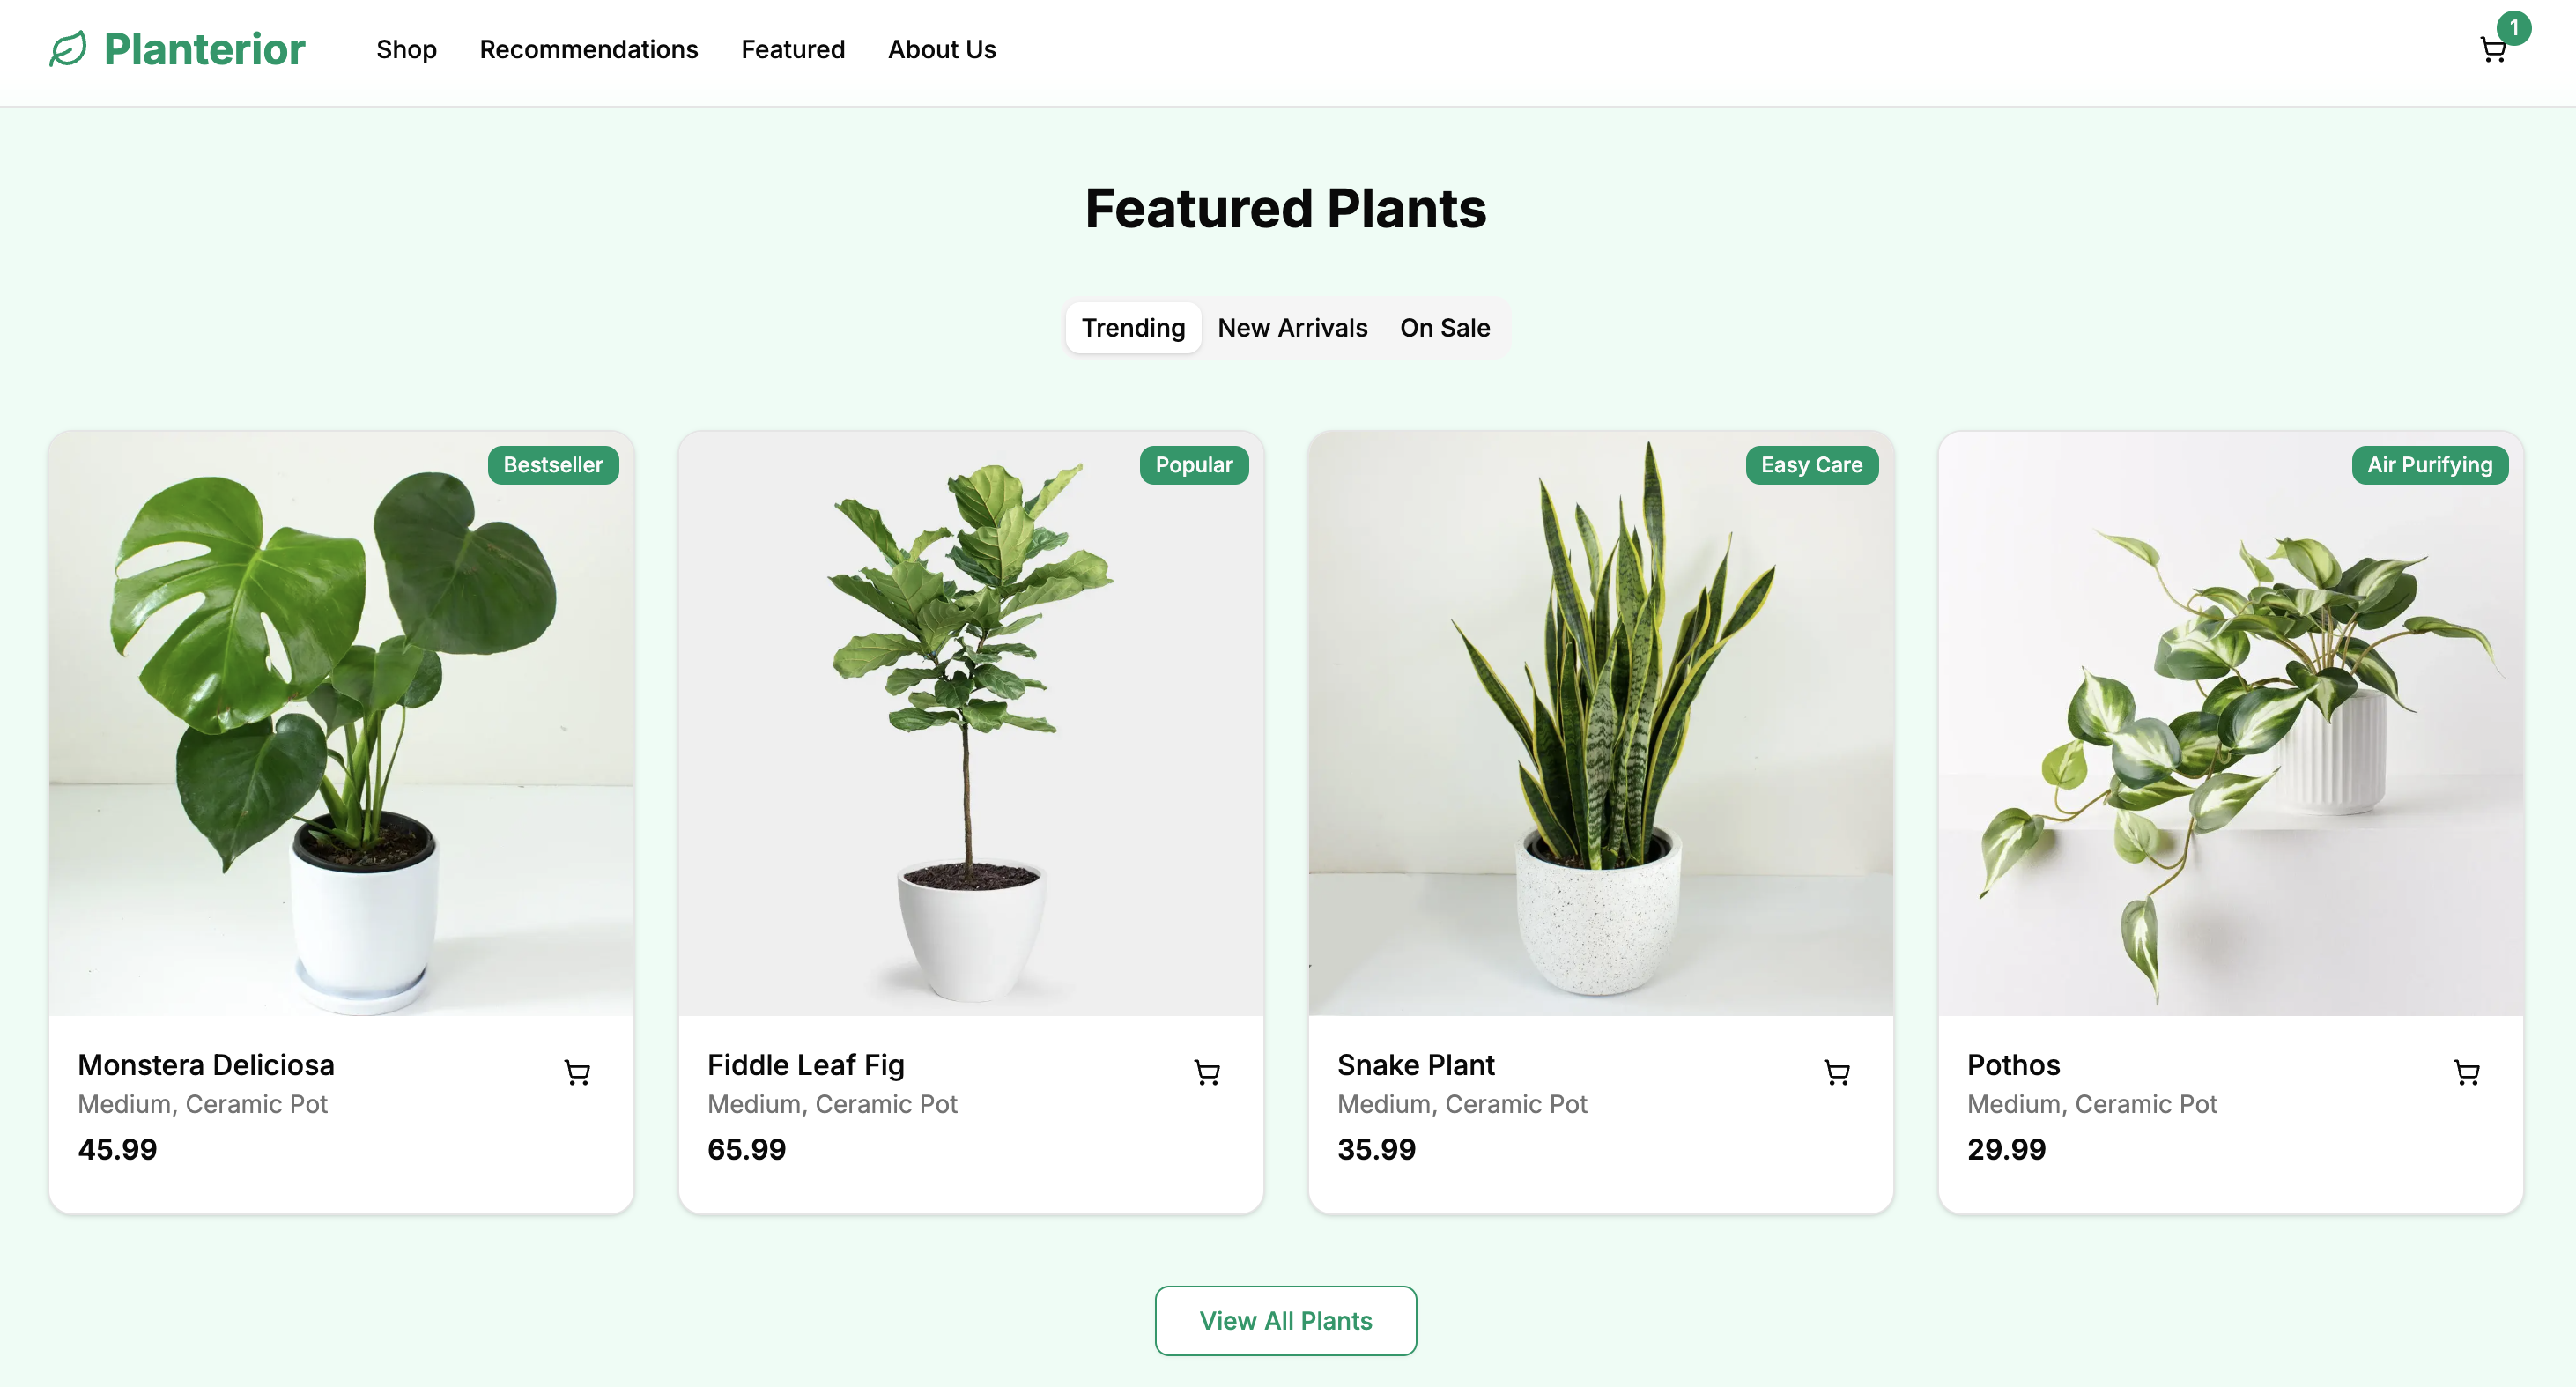 Planterior
Shop
Recommendations
Featured
About Us
1
Featured Plants
Trending
New Arrivals
On Sale
Bestseller
Popular
Easy Care
Air Purifying
Monstera Deliciosa
Medium, Ceramic Pot
45.99
Fiddle Leaf Fig
Medium, Ceramic Pot
65.99
Snake Plant
Medium, Ceramic Pot
35.99
Pothos
Medium, Ceramic Pot
29.99
View All Plants